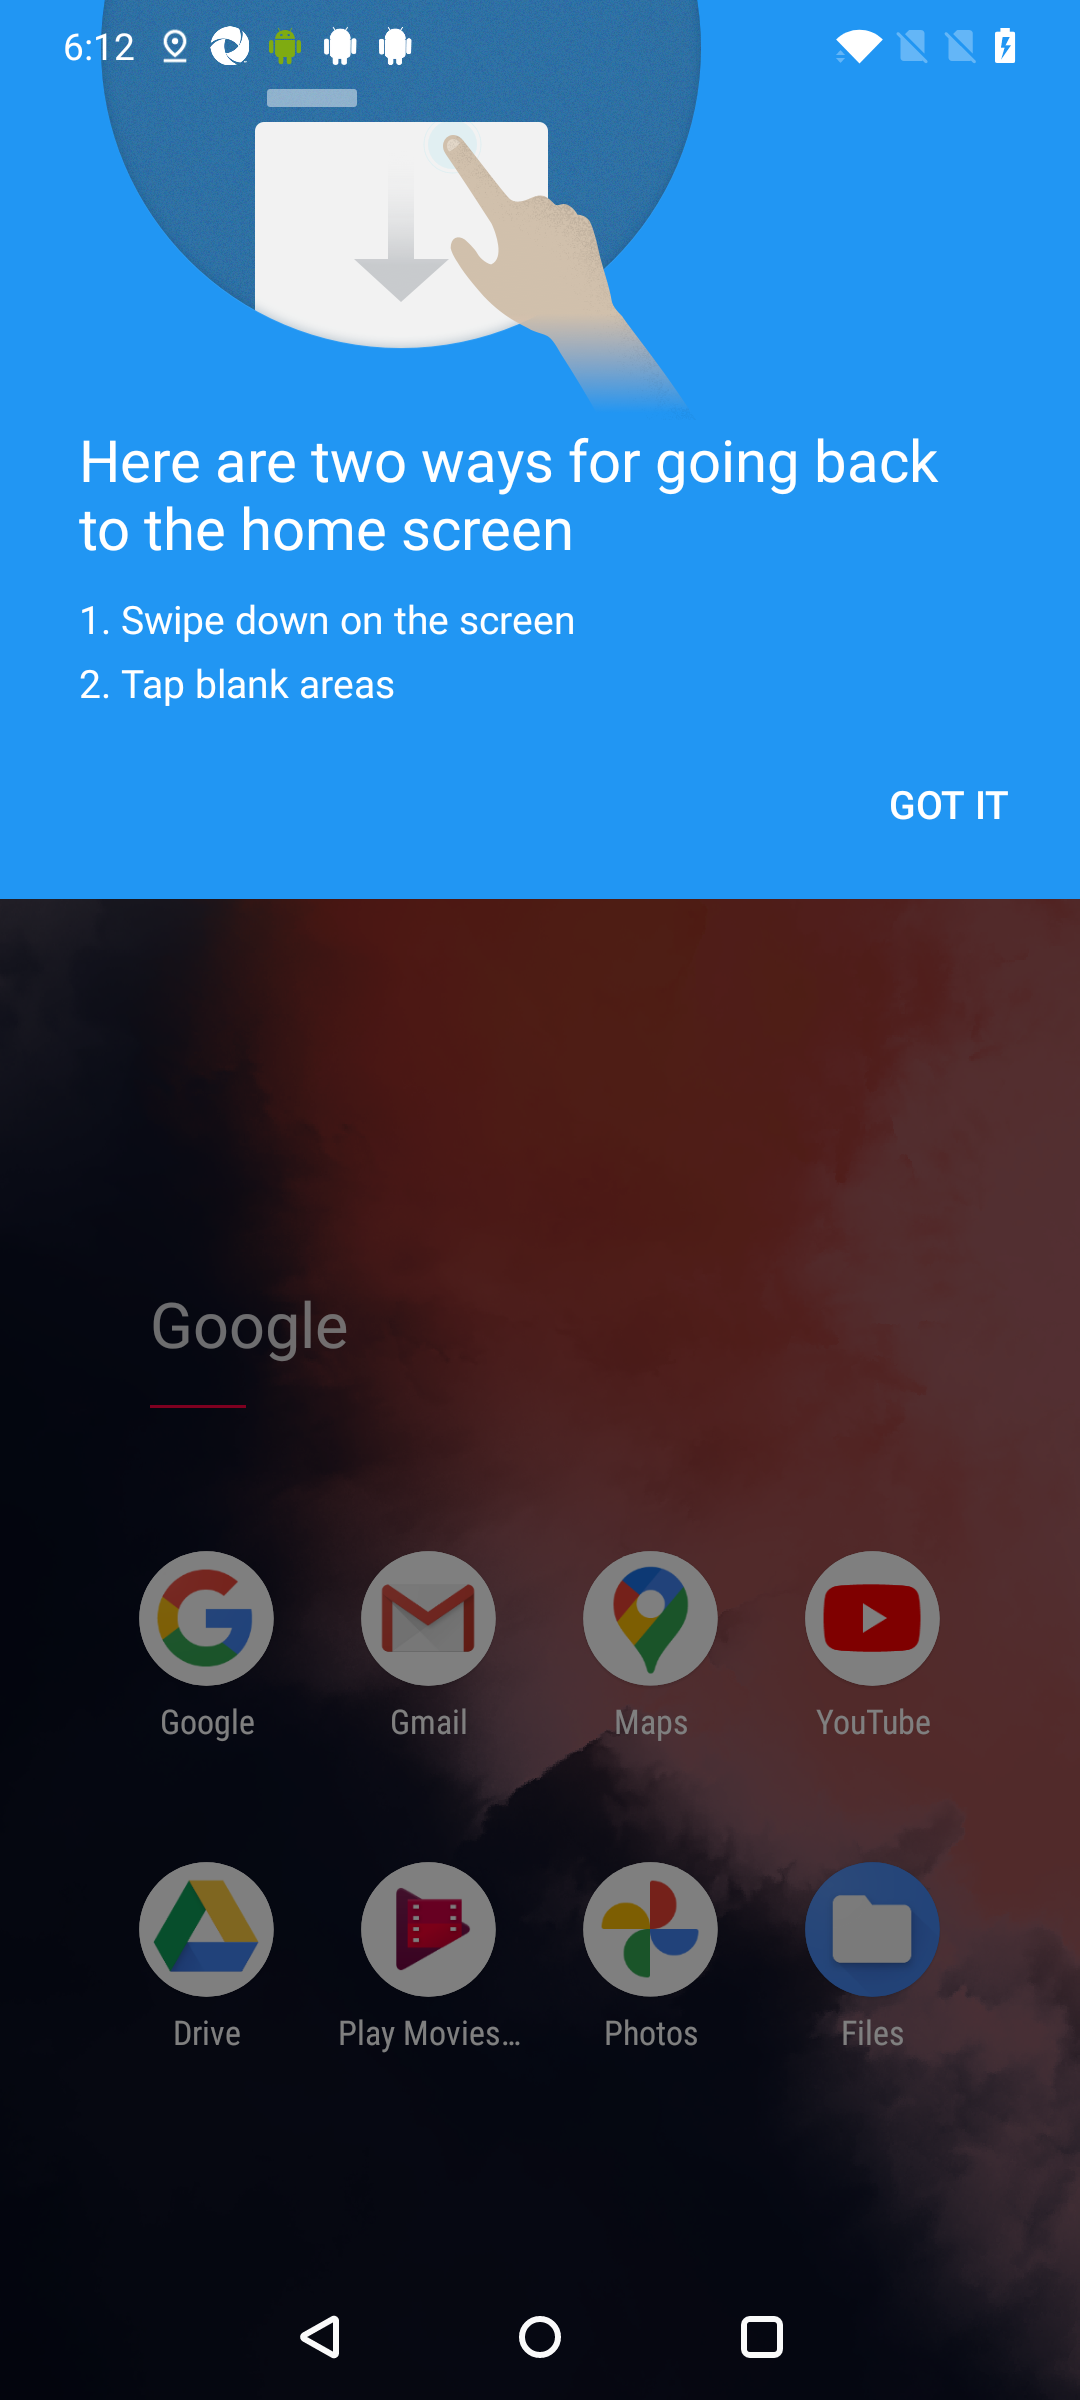 6:12
Here are two ways for going back
to the home screen
1. Swipe down on the screen
2. Tap blank areas
GOT IT
Google
Google Gmail Maps YouTube
Drive Play Movies... Photos Files